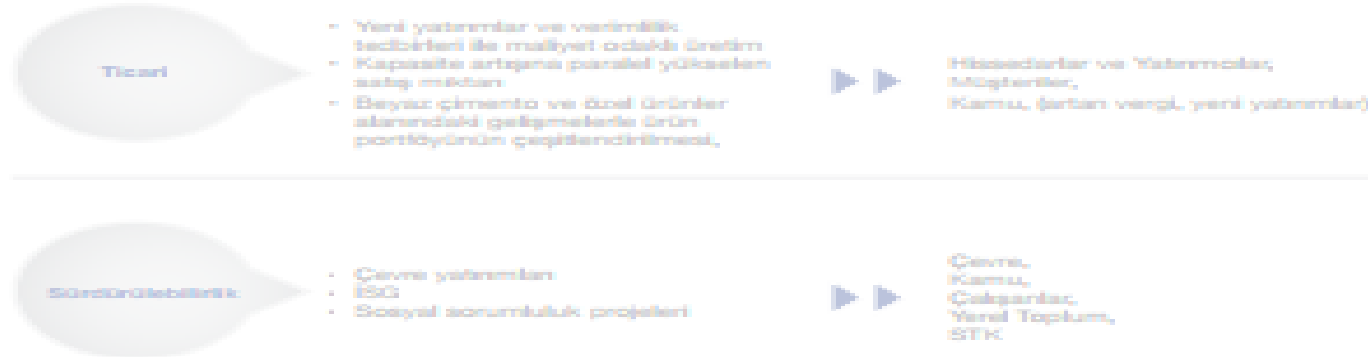 Ticari
• Yeni yatırımlar ve verimlilik
tedbirleri ile maliyet odaklı üretim
• Kapasite artışına paralel yükselen
satış miktarı
• Beyaz çimento ve özel ürünler
alanındaki gelişmelerle ürün
portföyünün çeşitlendirilmesi,
Hissedarlar ve Yatırımcılar,
Müşteriler,
Kamu, (artan vergi, yeni yatırımlar)
Sürdürülebilirlik
• Çevre yatırımları
• İSG
• Sosyal sorumluluk projeleri
Çevre,
Kamu,
Çalışanlar,
Yerel Toplum,
STK